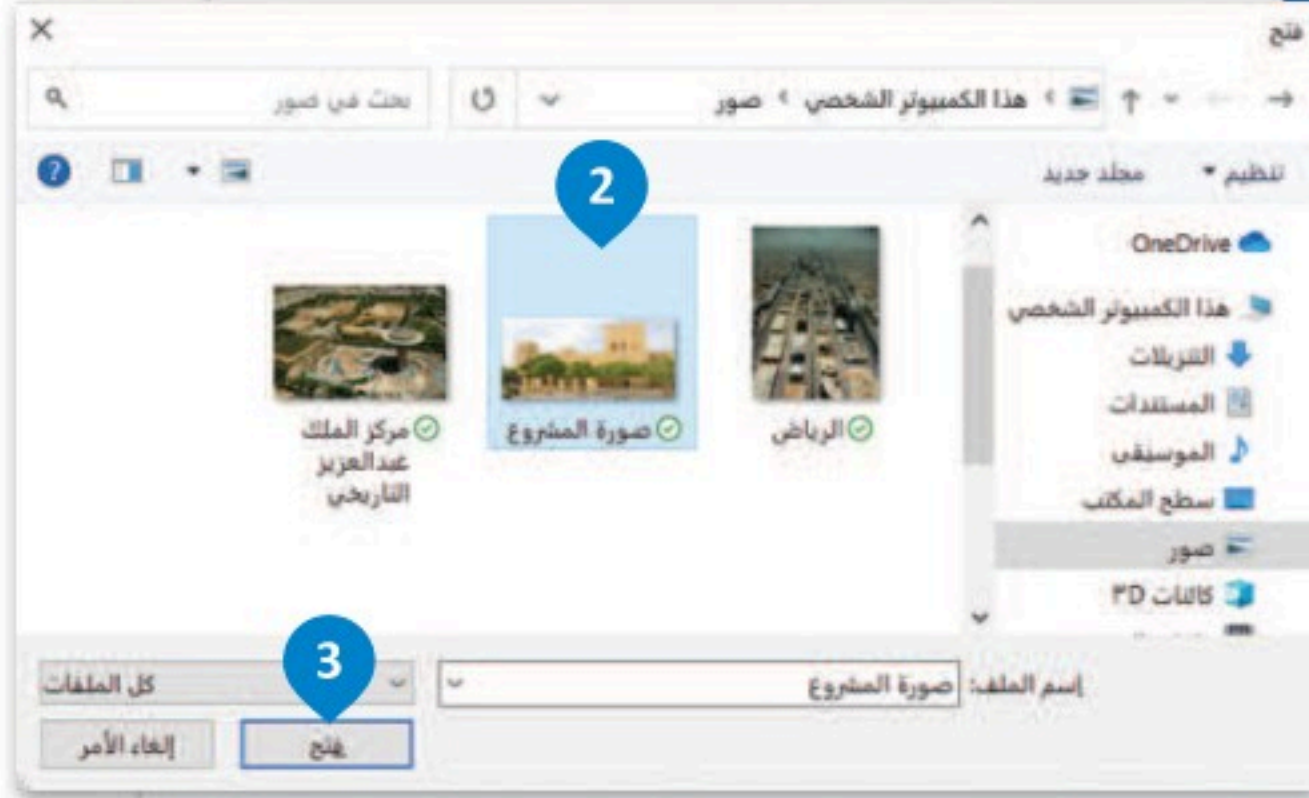 فتح
هذا الكمبيوتر الشخصي › صور
بحث في صور
تنظيم
مجلد جديد
2
OneDrive
هذا الكمبيوتر الشخصي
التنزيلات
المستندات
الموسيقى
سطح المكتب
صور
كائنات ٣D
الرياض
صورة المشروع
مركز الملك
عبدالعزيز
التاريخي
إسم الملف: صورة المشروع
كل الملفات
3
فتح
إلغاء الأمر